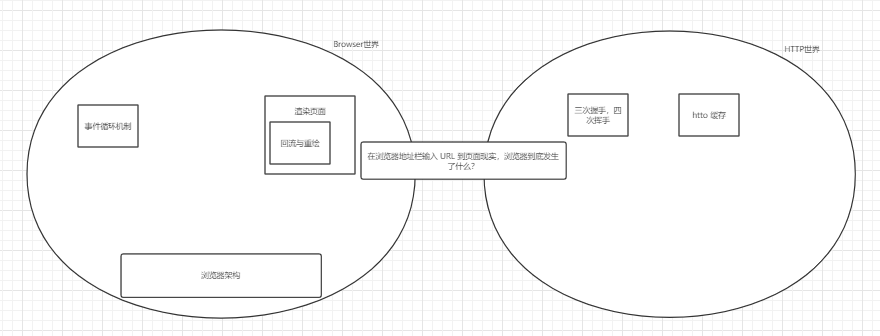 Browser世界
HTTP世界
事件循环机制
渲染页面
回流与重绘
三次握手，四
次挥手
htto 缓存
在浏览器地址栏输入 URL 到页面现实，浏览器到底发生
了什么？
浏览器架构